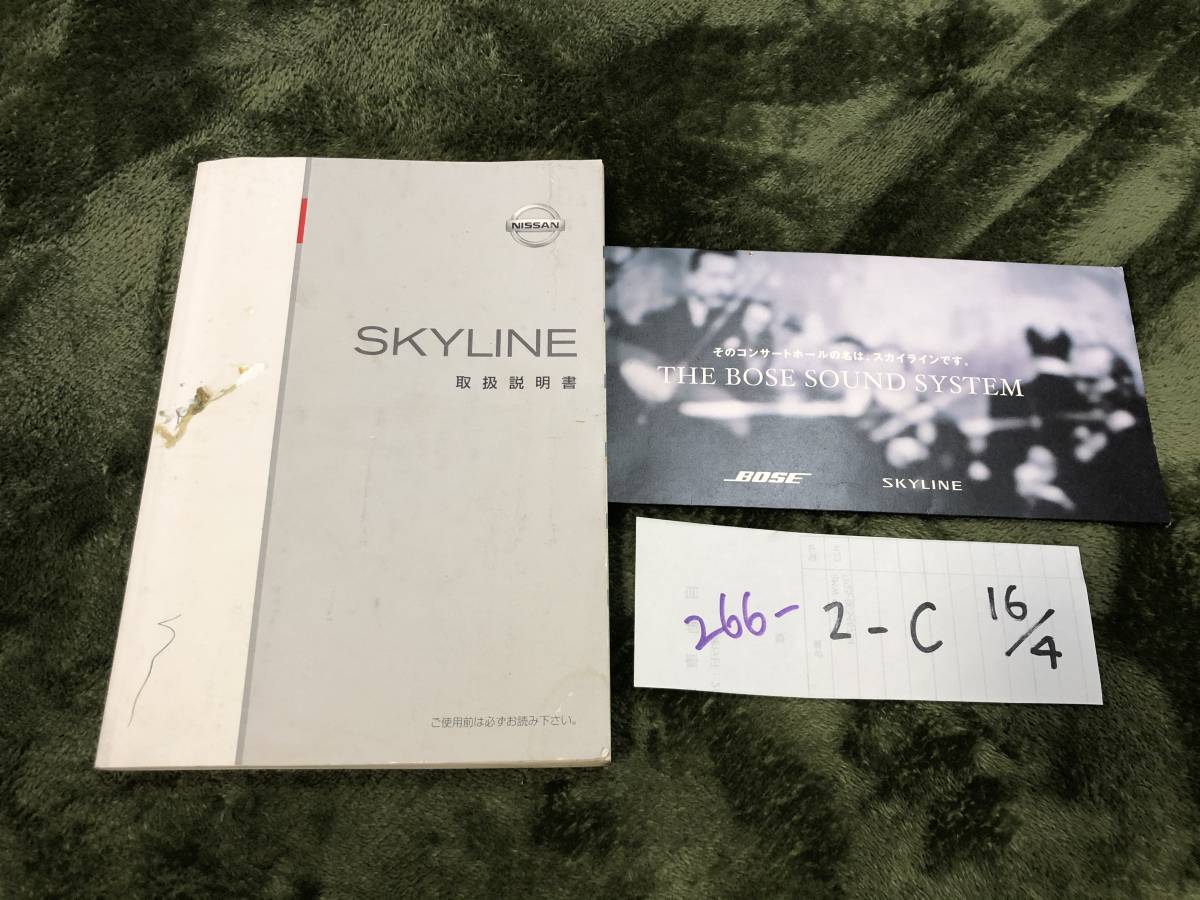 NISSAN
SKYLINE
取扱説明書
ご使用前は必ずお読み下さい。
そのコンサートホールの名は、スカイラインです。
THE BOSE SOUND SYSTEM
BOSE SKYLINE
266-2-C 16/4